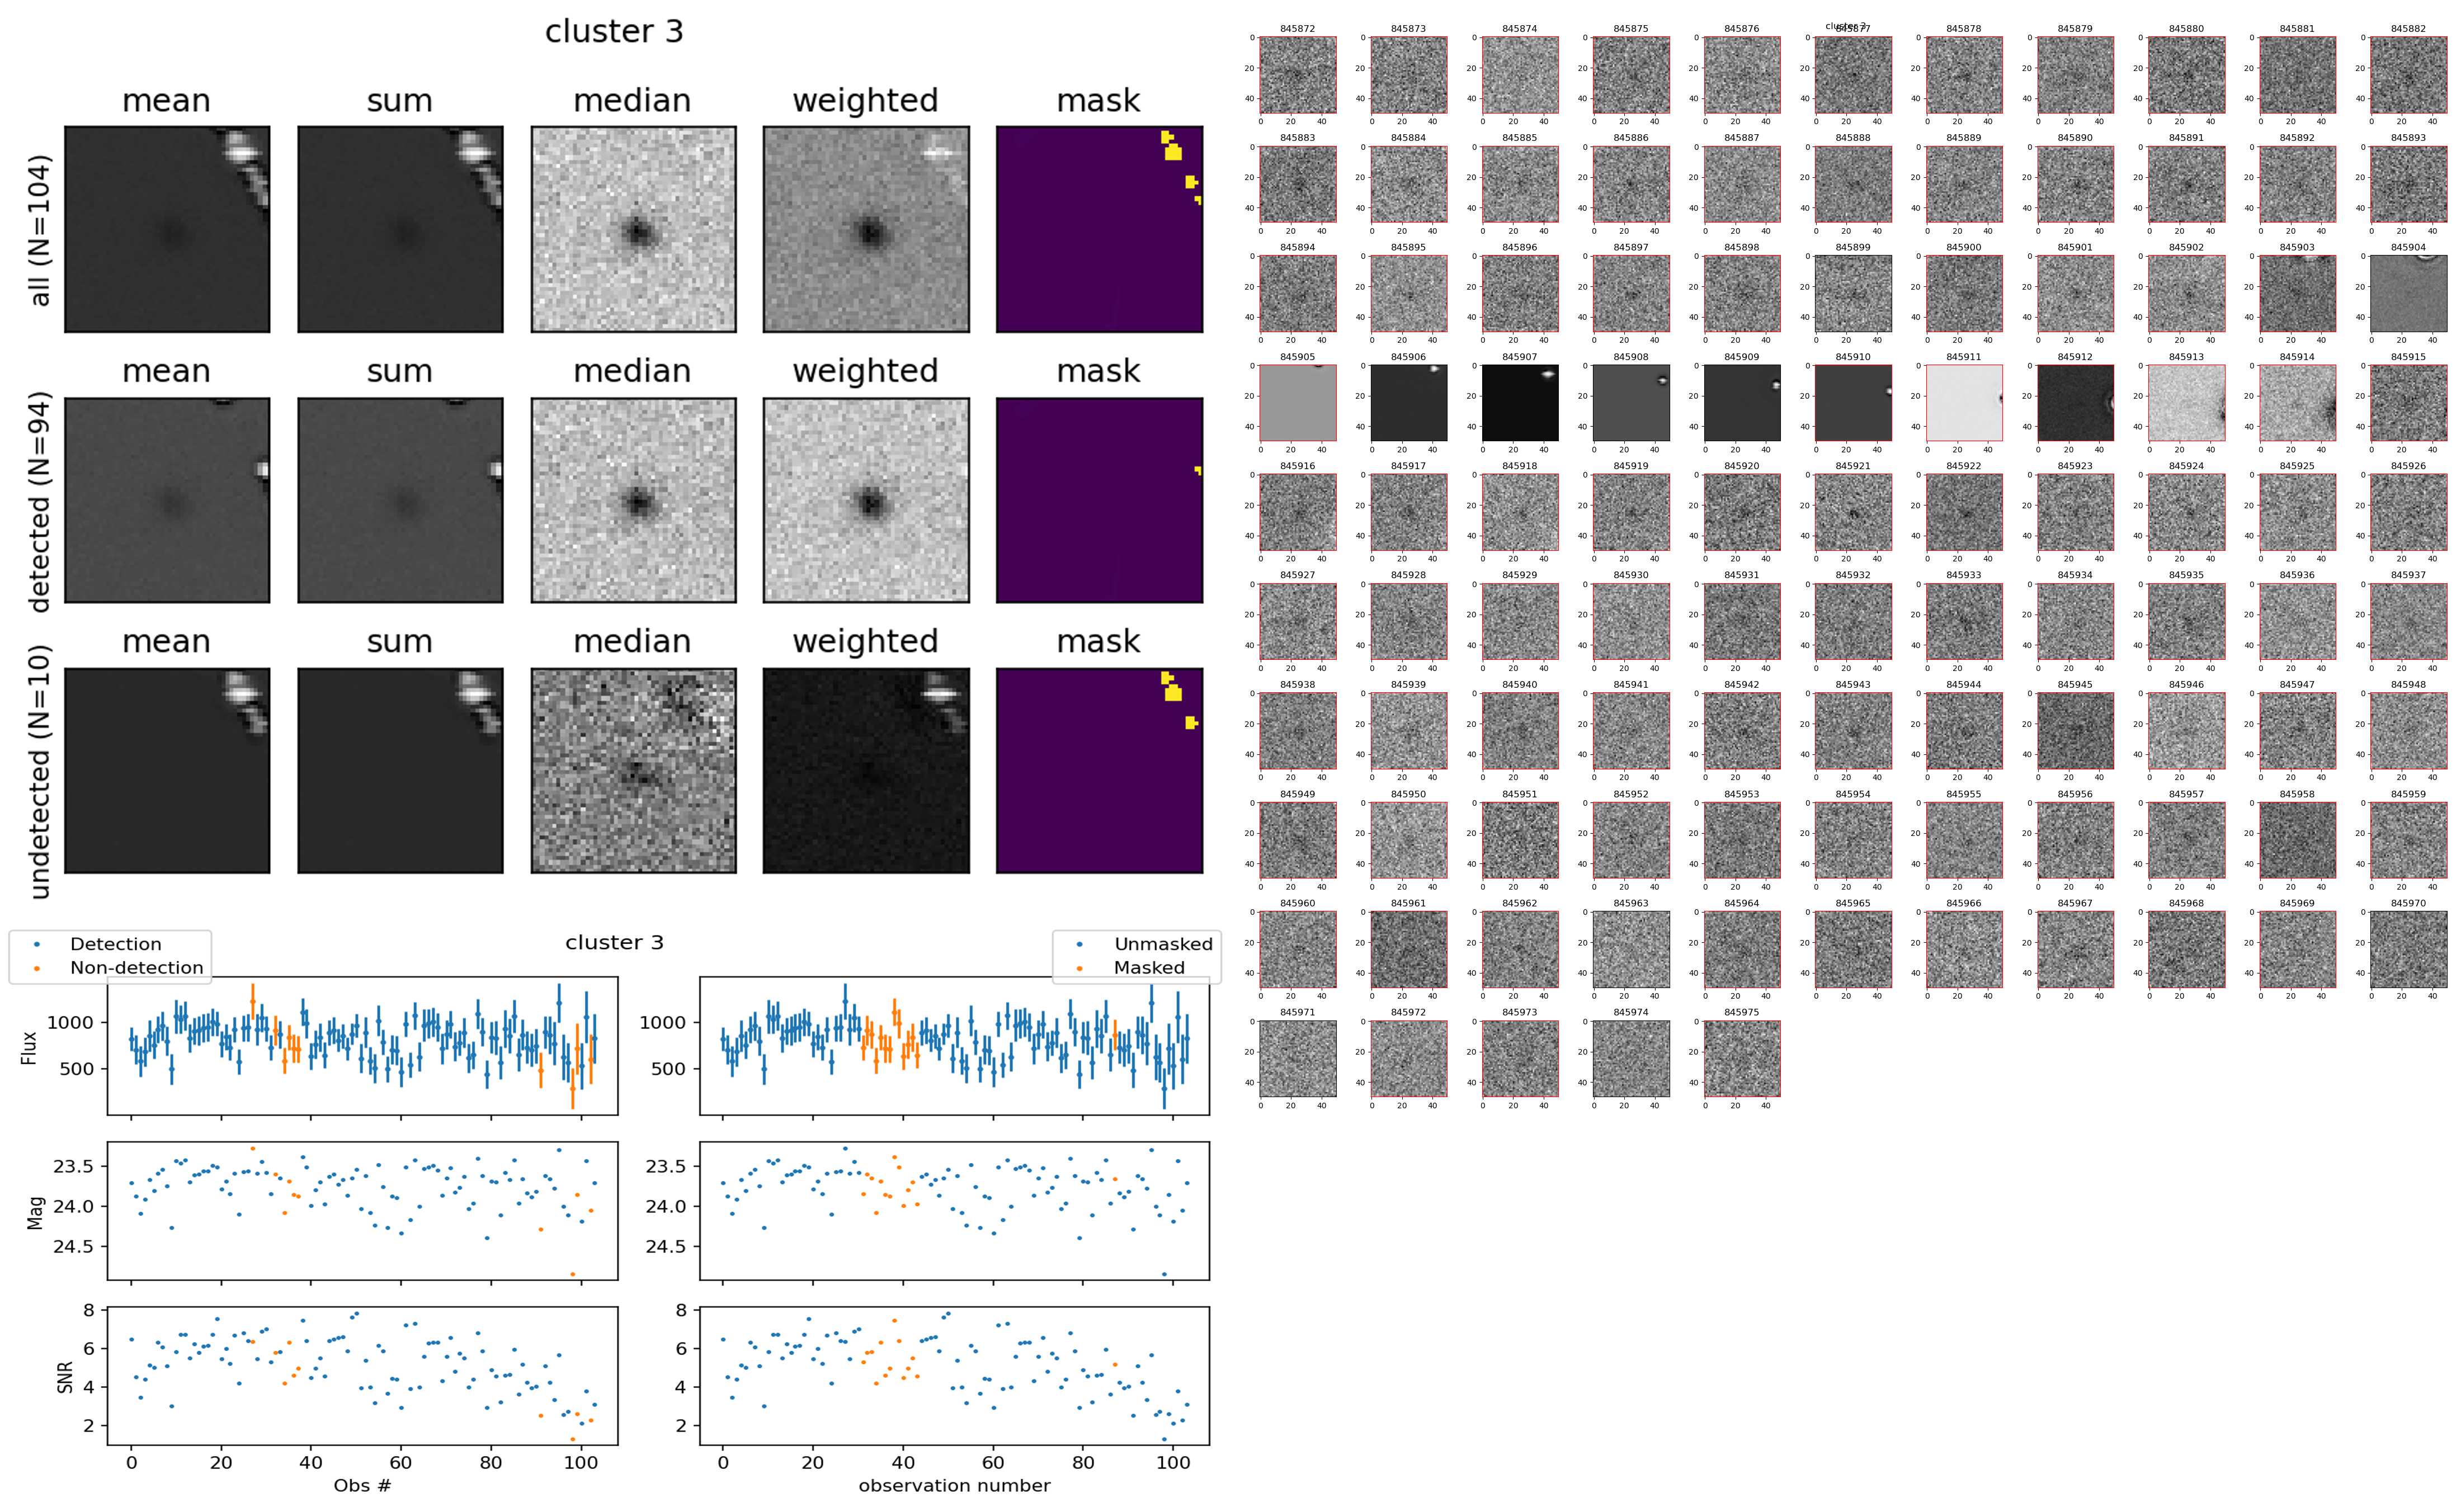 cluster 3
mean sum median weighted mask
all (N=104)
mean sum median weighted mask
detected (N=94)
mean sum median weighted mask
undetected (N=10)
cluster 3
Detection
Non-detection
Unmasked
Masked
Flux
1000
500
1000
500
Mag
23.5
24.0
24.5
23.5
24.0
24.5
SNR
8
6
4
2
8
6
4
2
0 20 40 60 80 100
Obs #
0 20 40 60 80 100
observation number
cluster 3
845872 845873 845874 845875 845876 845877 845878 845879 845880 845881 845882
845883 845884 845885 845886 845887 845888 845889 845890 845891 845892 845893
845894 845895 845896 845897 845898 845899 845900 845901 845902 845903 845904
845905 845906 845907 845908 845909 845910 845911 845912 845913 845914 845915
845916 845917 845918 845919 845920 845921 845922 845923 845924 845925 845926
845927 845928 845929 845930 845931 845932 845933 845934 845935 845936 845937
845938 845939 845940 845941 845942 845943 845944 845945 845946 845947 845948
845949 845950 845951 845952 845953 845954 845955 845956 845957 845958 845959
845960 845961 845962 845963 845964 845965 845966 845967 845968 845969 845970
845971 845972 845973 845974 845975
0
20
40
0 20 40